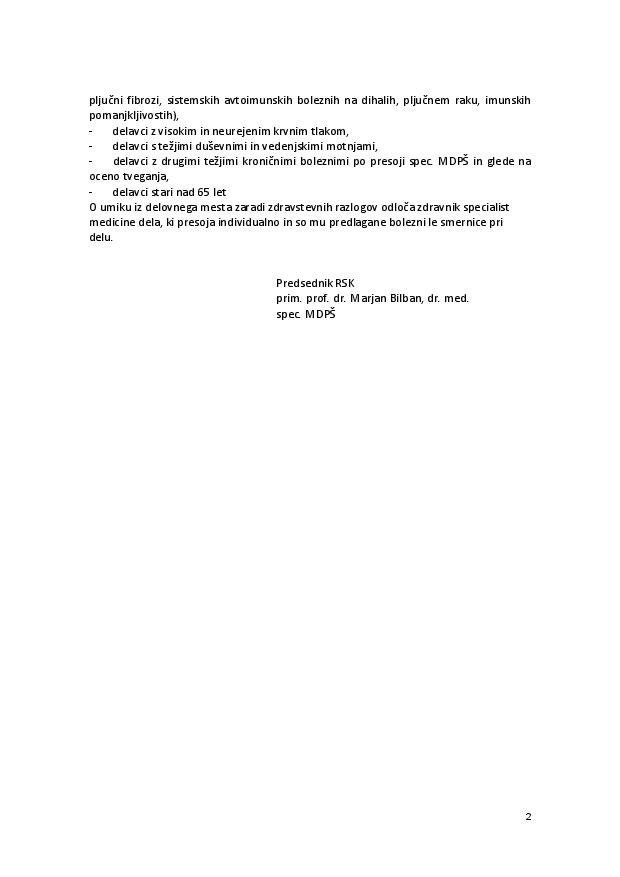 pljučni fibrozi, sistemskih avtoimunskih boleznih na dihalih, pljučnem raku, imunskih
pomanjkljivostih),
- delavci z visokim in neurejenim krvnim tlakom,
- delavci s težjimi duševnimi in vedenjskimi motnjami,
- delavci z drugimi težjimi kroničnimi boleznimi po presoji spec. MDPŠ in glede na
oceno tveganja,
- delavci stari nad 65 let
O umiku iz delovnega mesta zaradi zdravstevnih razlogov odloča zdravnik specialist
medicine dela, ki presoja individualno in so mu predlagane bolezni le smernice pri
delu.
Predsednik RSK
prim. prof. dr. Marjan Bilban, dr. med.
spec. MDPŠ
2